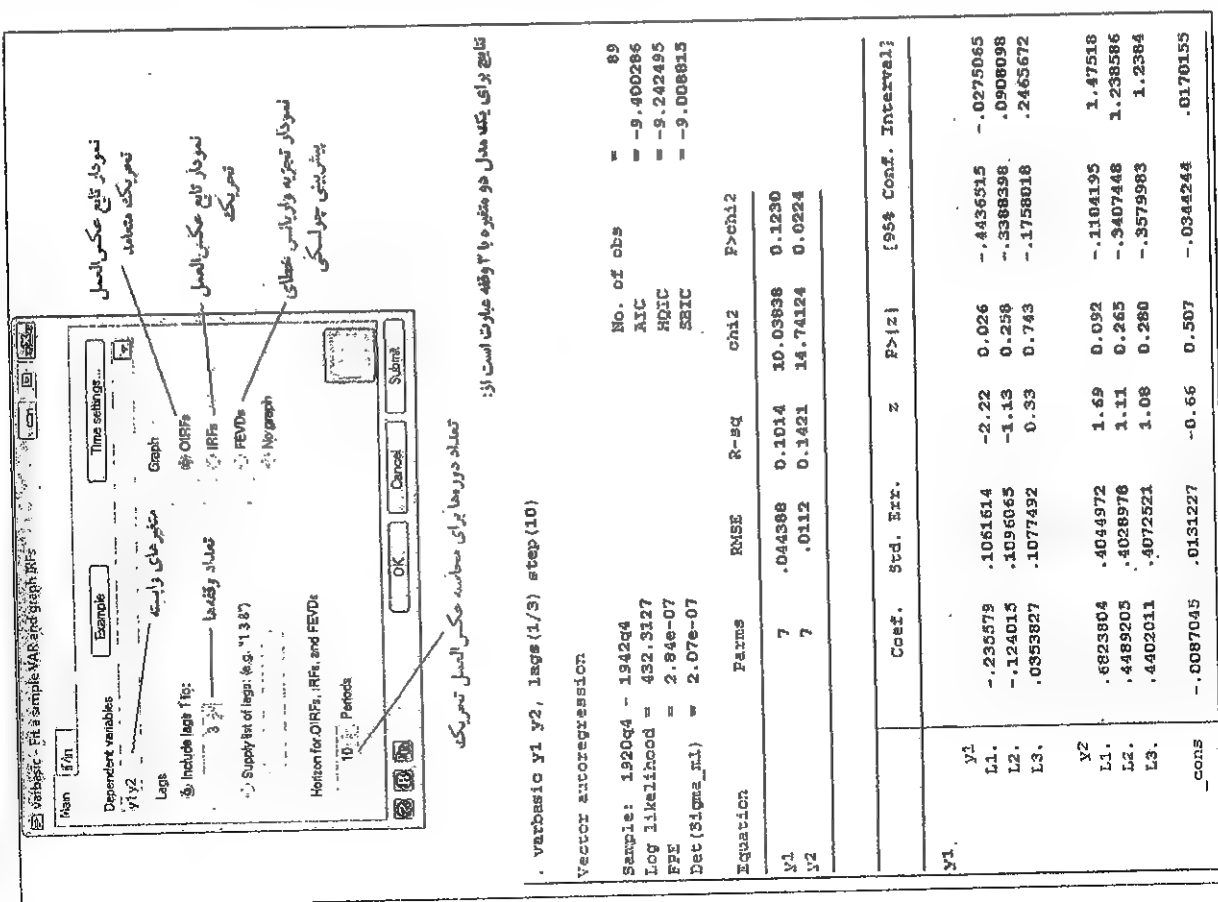 varbasic - Fit a simple VAR and graph IRFs
Main
if/in
Dependent variables
Example
Time settings...
y1 y2
متغیرهای وابسته
Lags
Graph
Include lags 1 to:
3
تعداد وقفه‌ها
OIRFs
IRFs
FEVDs
No graph
Supply list of lags: (e.g. "1 3 8")
Horizon for OIRFs, IRFs, and FEVDs
10
Periods
OK
Cancel
Submit
نمودار تابع عکس‌العمل
تحریک متعامد
نمودار تابع عکس‌العمل
تحریک
نمودار تجزیه واریانس خطای
پیش‌بینی چولسکی
تعداد دوره‌ها برای محاسبه عکس‌العمل تحریک
نتایج برای یک مدل دو متغیره با ۳ وقفه عبارت است از:
. varbasic y1 y2, lags(1/3) step(10)
Vector autoregression
Sample: 1920q4 - 1942q4 No. of obs = 89
Log likelihood = 432.3127 AIC = -9.400286
FPE = 2.84e-07 HQIC = -9.242495
Det(Sigma_ml) = 2.07e-07 SBIC = -9.008815
Equation Parms RMSE R-sq chi2 P>chi2
y1 7 .044388 0.1014 10.03838 0.1230
y2 7 .0112 0.1421 14.74124 0.0224
Coef. Std. Err. z P>|z| [95% Conf. Interval]
y1
y1
L1. -.235579 .1061614 -2.22 0.026 -.4436515 -.0275065
L2. -.124015 .1096065 -1.13 0.258 -.3388398 .0908098
L3. .0353827 .1077492 0.33 0.743 -.1758018 .2465672
y2
L1. .6823804 .4044972 1.69 0.092 -.1104195 1.47518
L2. .4489205 .4028978 1.11 0.265 -.3407448 1.238586
L3. .4402011 .4072521 1.08 0.280 -.3579983 1.2384
_cons -.0087045 .0131227 -0.66 0.507 -.0344244 .0170155